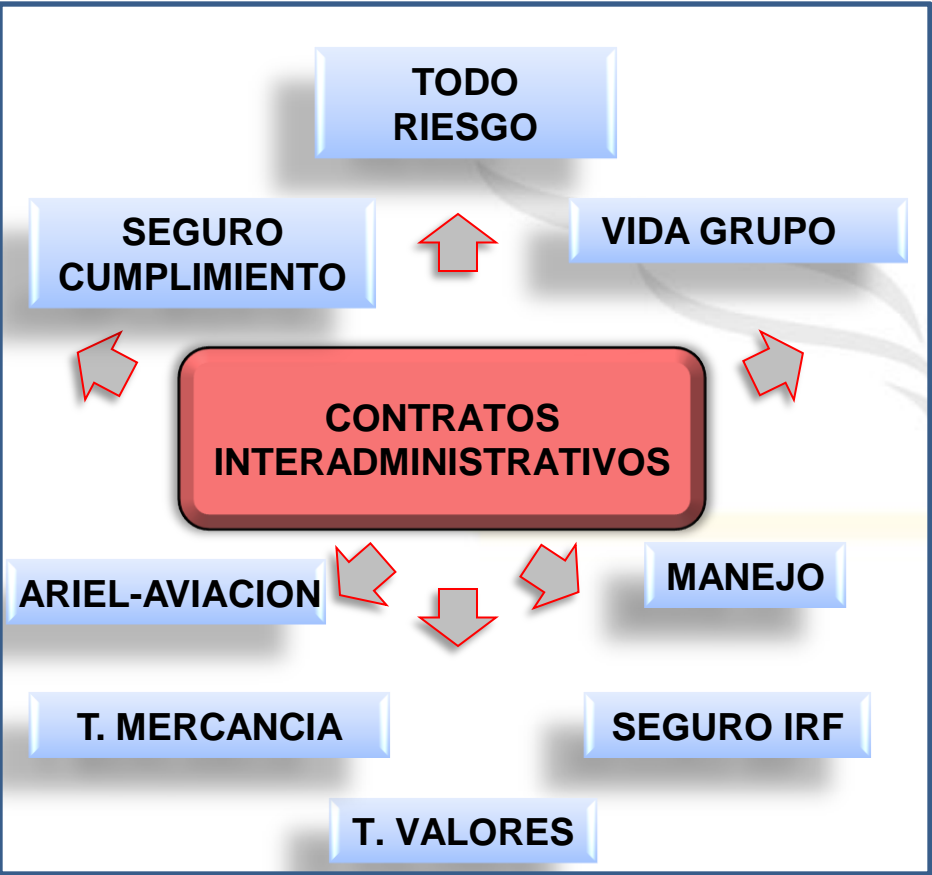 TODO
RIESGO
SEGURO
CUMPLIMIENTO
VIDA GRUPO
CONTRATOS
INTERADMINISTRATIVOS
ARIEL-AVIACION
MANEJO
T. MERCANCIA
SEGURO IRF
T. VALORES